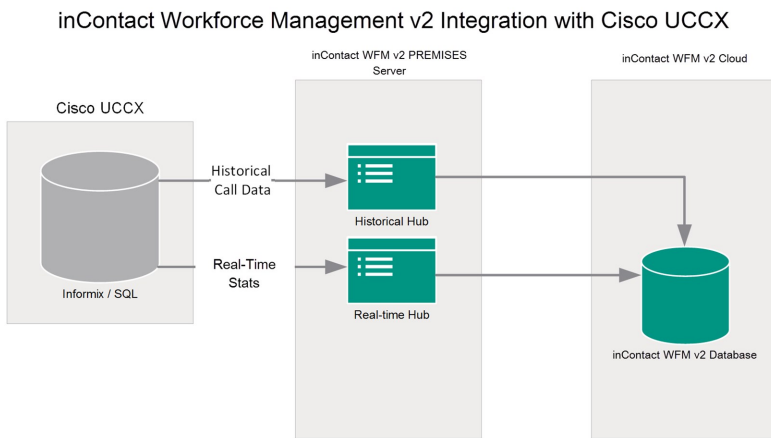 inContact Workforce Management v2 Integration with Cisco UCCX
inContact WFM v2 PREMISES
Server
inContact WFM v2 Cloud
Cisco UCCX
Historical
Call Data
Historical Hub
Real-Time
Stats
Informix / SQL
Real-time Hub
inContact WFM v2 Database